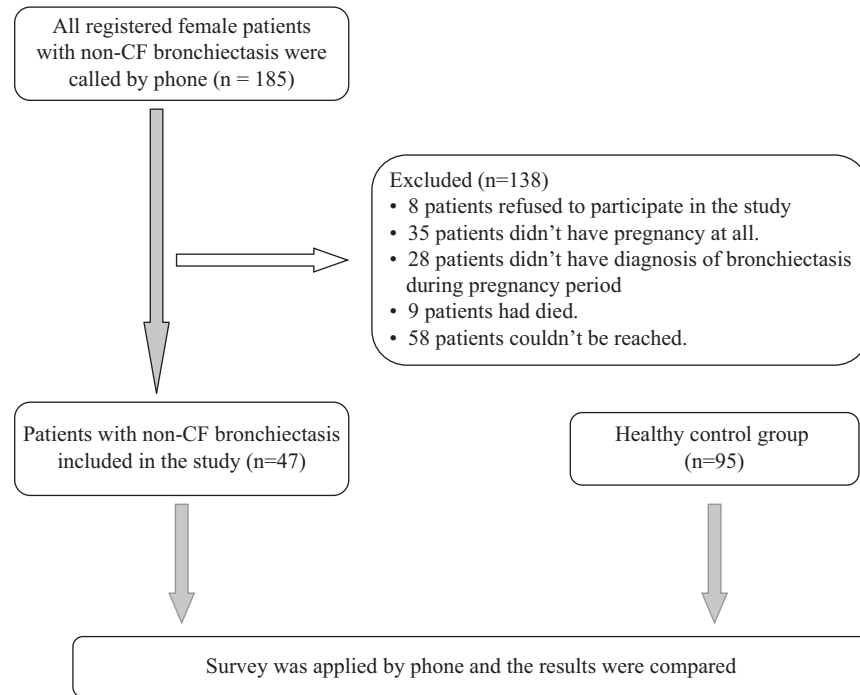 All registered female patients
with non-CF bronchiectasis were
called by phone (n = 185)
Excluded (n=138)
• 8 patients refused to participate in the study
• 35 patients didn’t have pregnancy at all.
• 28 patients didn’t have diagnosis of bronchiectasis
during pregnancy period
• 9 patients had died.
• 58 patients couldn’t be reached.
Patients with non-CF bronchiectasis
included in the study (n=47)
Healthy control group
(n=95)
Survey was applied by phone and the results were compared